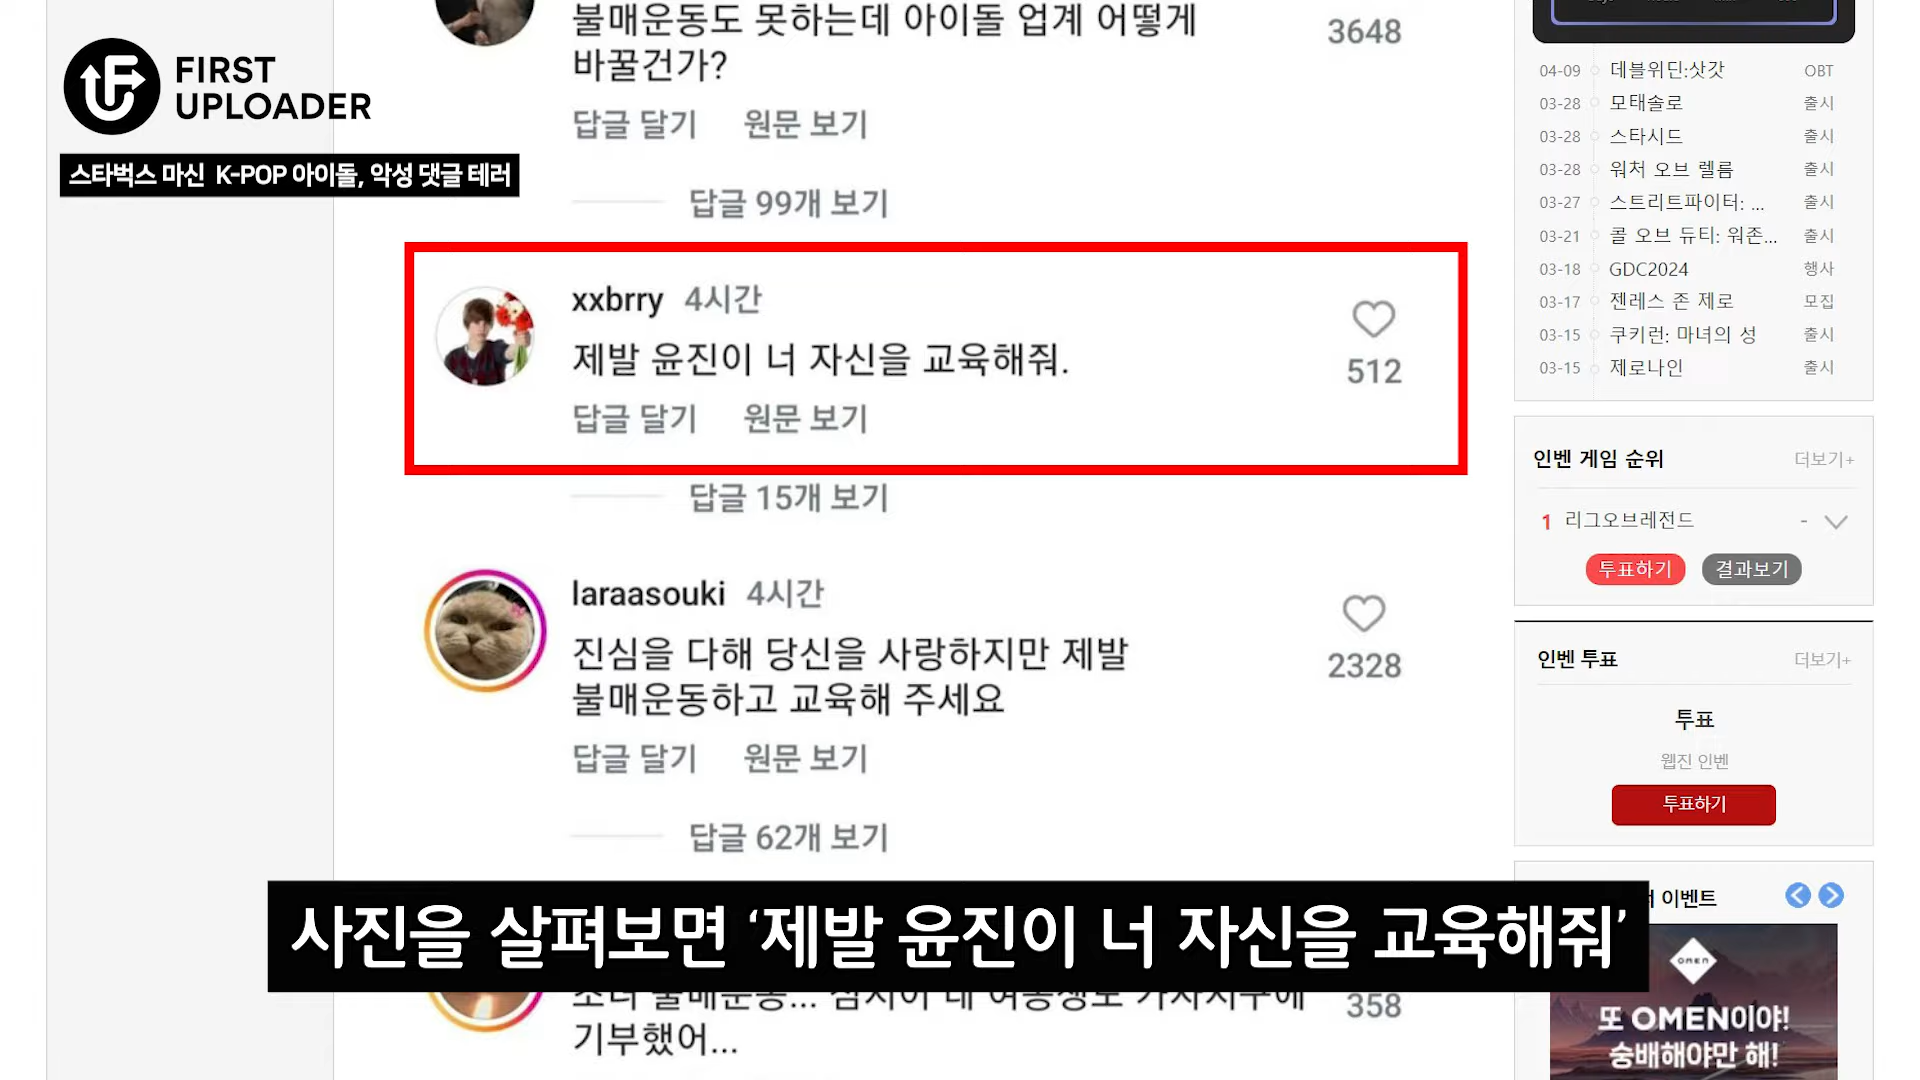 FIRST
UPLOADER
스타벅스 마신 K-POP 아이돌, 악성 댓글 테러
불매운동도 못하는데 아이돌 업계 어떻게
바꿀건가?
3648
답글 달기 원문 보기
답글 99개 보기
xxbrry 4시간
제발 윤진이 너 자신을 교육해줘.
512
답글 달기 원문 보기
답글 15개 보기
laraasouki 4시간
진심을 다해 당신을 사랑하지만 제발
불매운동하고 교육해 주세요
2328
답글 달기 원문 보기
답글 62개 보기
사진을 살펴보면 ‘제발 윤진이 너 자신을 교육해줘’
358
기부했어...
04-09 데블위딘:삿갓 OBT
03-28 모태솔로 출시
03-28 스타시드 출시
03-28 워처 오브 렐름 출시
03-27 스트리트파이터: ... 출시
03-21 콜 오브 듀티: 워존... 출시
03-18 GDC2024 행사
03-17 젠레스 존 제로 모집
03-15 쿠키런: 마녀의 성 출시
03-15 제로나인 출시
인벤 게임 순위 더보기+
1 리그오브레전드 -
투표하기 결과보기
인벤 투표 더보기+
투표
웹진 인벤
투표하기
이벤트
OMEN
또 OMEN이야!
숭배해야만 해!